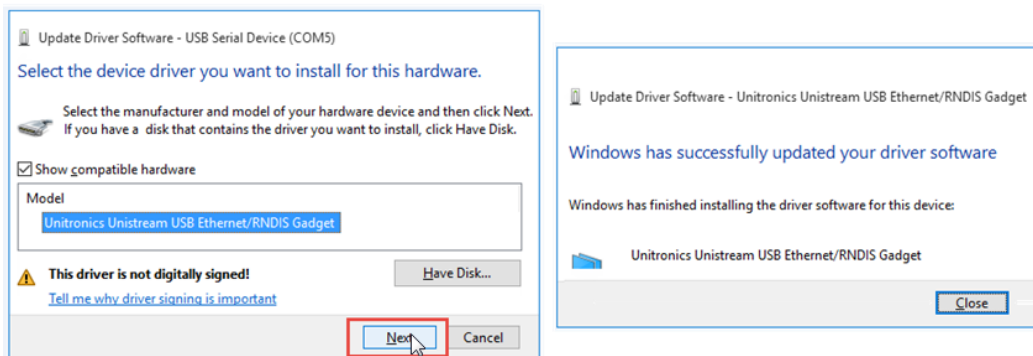 Update Driver Software - USB Serial Device (COM5)
Select the device driver you want to install for this hardware.
Select the manufacturer and model of your hardware device and then click Next.
If you have a disk that contains the driver you want to install, click Have Disk.
Show compatible hardware
Model
Unitronics Unistream USB Ethernet/RNDIS Gadget
This driver is not digitally signed!
Have Disk...
Tell me why driver signing is important
Next
Cancel
Update Driver Software - Unitronics Unistream USB Ethernet/RNDIS Gadget
Windows has successfully updated your driver software
Windows has finished installing the driver software for this device:
Unitronics Unistream USB Ethernet/RNDIS Gadget
Close